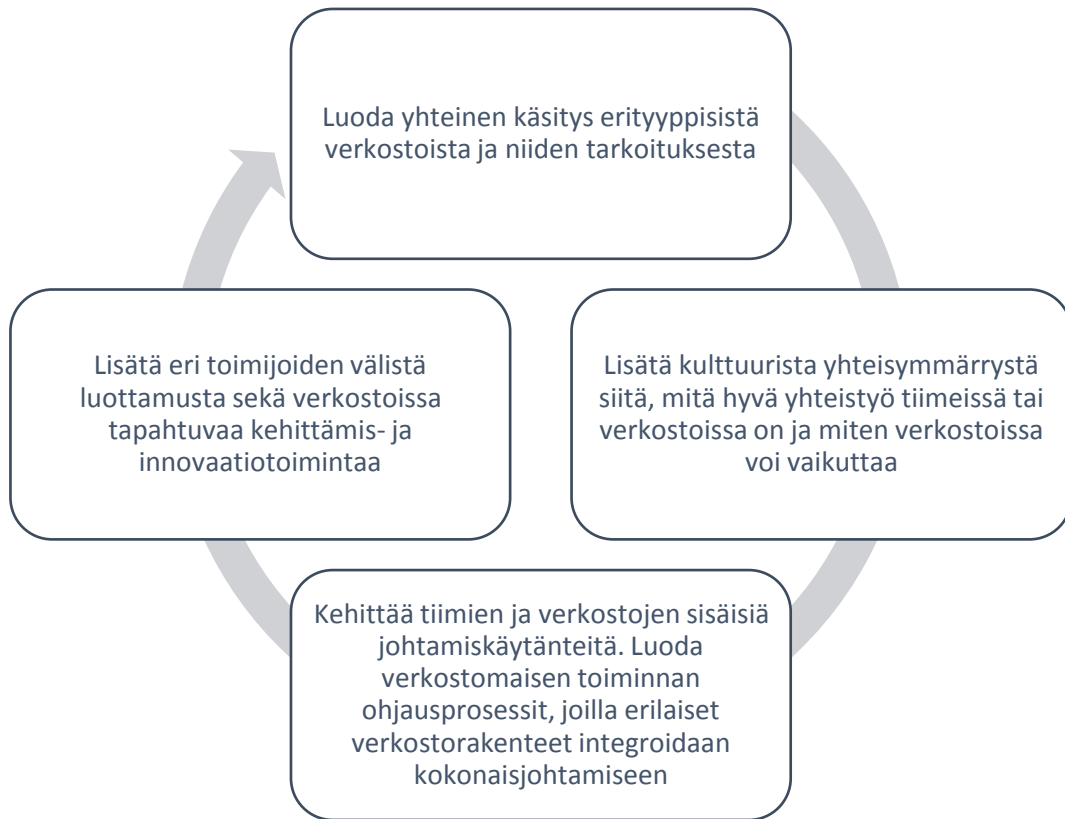 Luoda yhteinen käsitys erityyppisistä
verkostoista ja niiden tarkoituksesta
Lisätä kulttuurista yhteisymmärrystä
siitä, mitä hyvä yhteistyö tiimeissä tai
verkostoissa on ja miten verkostoissa
voi vaikuttaa
Kehittää tiimien ja verkostojen sisäisiä
johtamiskäytänteitä. Luoda
verkostomaisen toiminnan
ohjausprosessit, joilla erilaiset
verkostorakenteet integroidaan
kokonaisjohtamiseen
Lisätä eri toimijoiden välistä
luottamusta sekä verkostoissa
tapahtuvaa kehittämis- ja
innovaatiotoimintaa